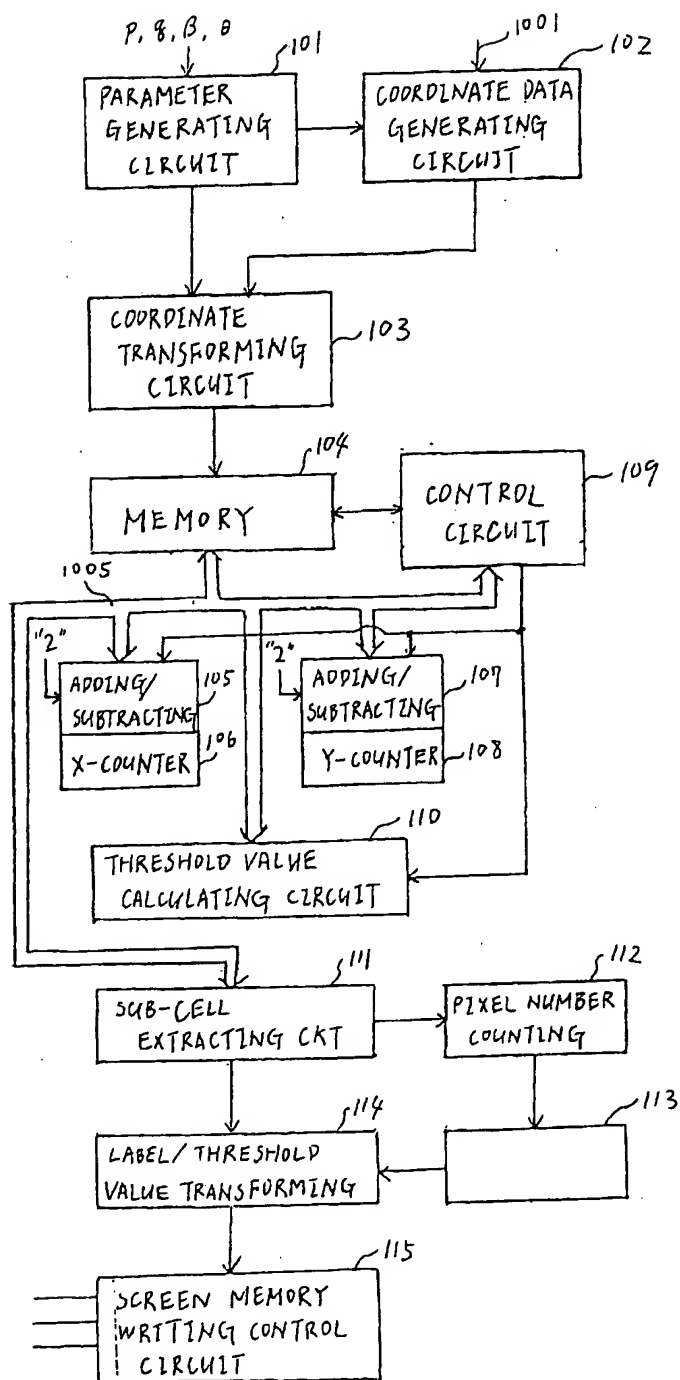 P, q, β, θ
101
1001
102
PARAMETER
GENERATING
CIRCUIT
COORDINATE DATA
GENERATING
CIRCUIT
COORDINATE
TRANSFORMING
CIRCUIT
103
104
MEMORY
CONTROL
CIRCUIT
109
1005
"2"
ADDING/
SUBTRACTING
105
X-COUNTER
106
"2"
ADDING/
SUBTRACTING
107
Y-COUNTER
108
110
THRESHOLD VALUE
CALCULATING CIRCUIT
111
SUB-CELL
EXTRACTING CKT
112
PIXEL NUMBER
COUNTING
113
114
LABEL/THRESHOLD
VALUE TRANSFORMING
115
SCREEN MEMORY
WRITING CONTROL
CIRCUIT